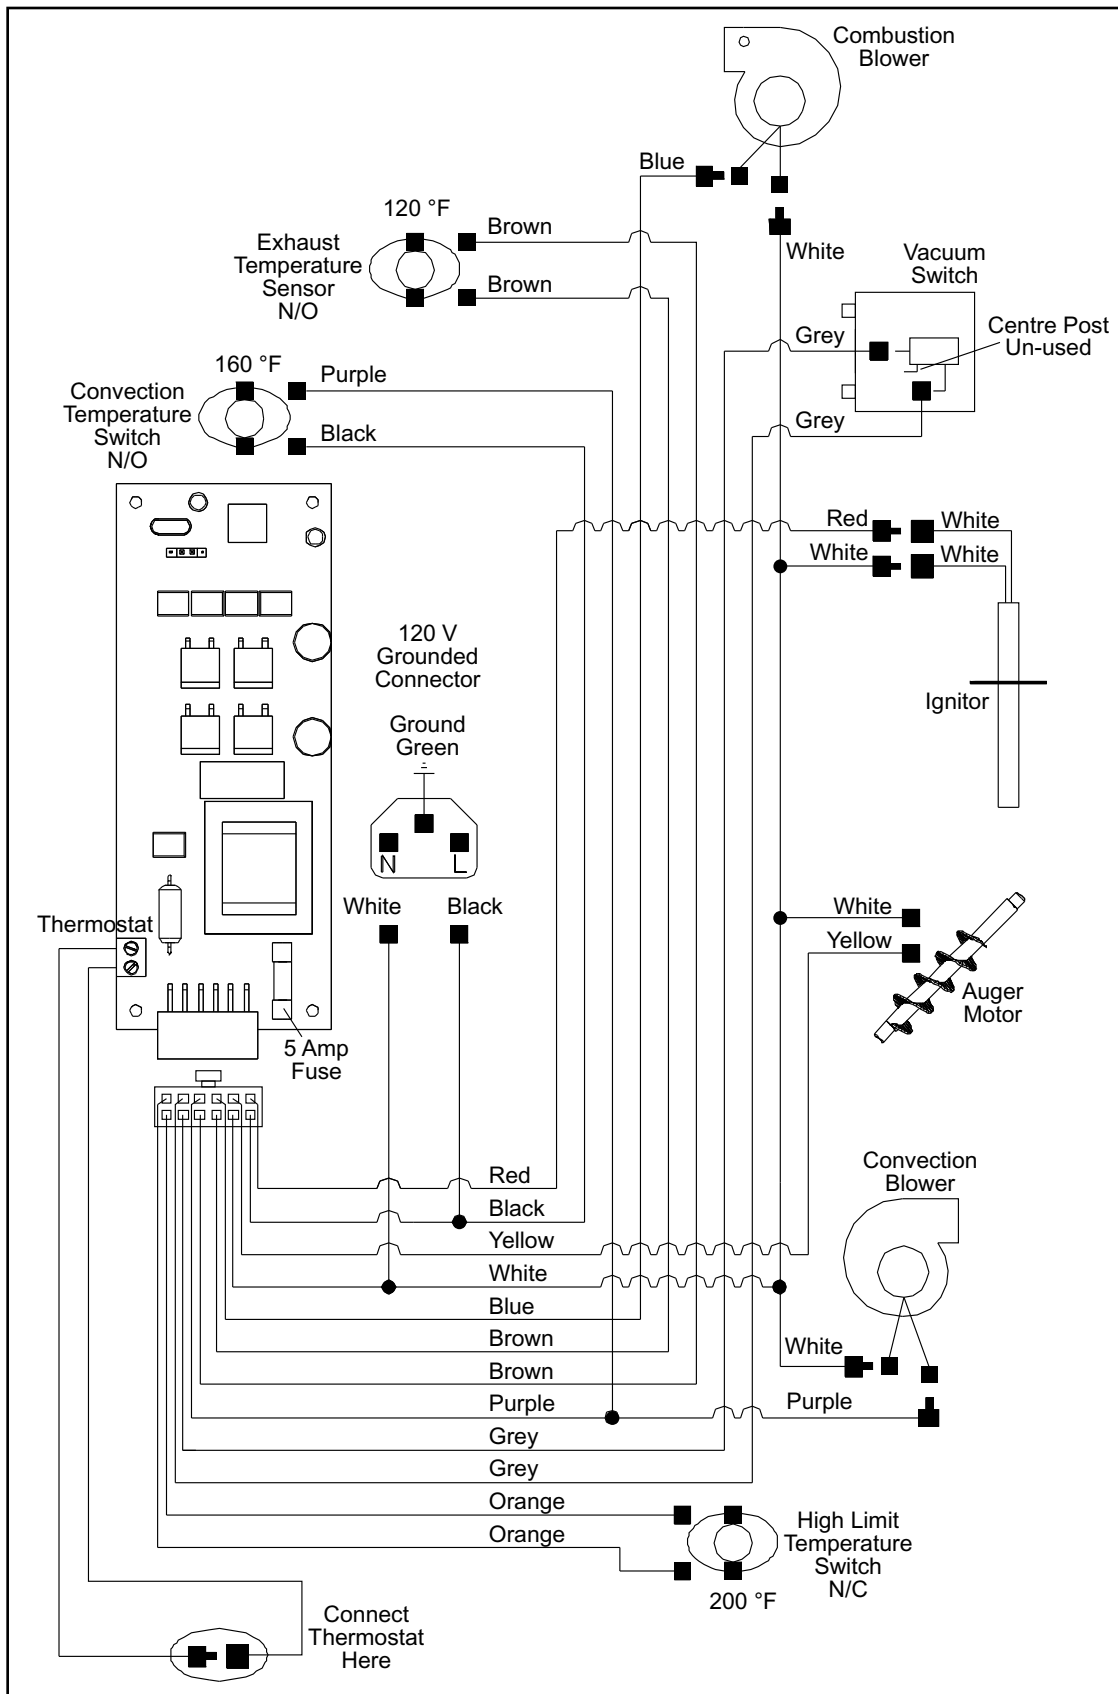 Combustion
Blower
Blue
120 °F
Brown
Exhaust
Temperature
Sensor
N/O
Brown
White
Vacuum
Switch
Grey
Centre Post
Un-used
160 °F
Purple
Convection
Temperature
Switch
N/O
Black
Grey
Red
White
White
White
120 V
Grounded
Connector
Ignitor
Ground
Green
N
L
White
Black
Thermostat
White
Yellow
Auger
Motor
5 Amp
Fuse
Convection
Blower
Red
Black
Yellow
White
Blue
Brown
White
Brown
Purple
Purple
Grey
Grey
Orange
Orange
High Limit
Temperature
Switch
N/C
200 °F
Connect
Thermostat
Here